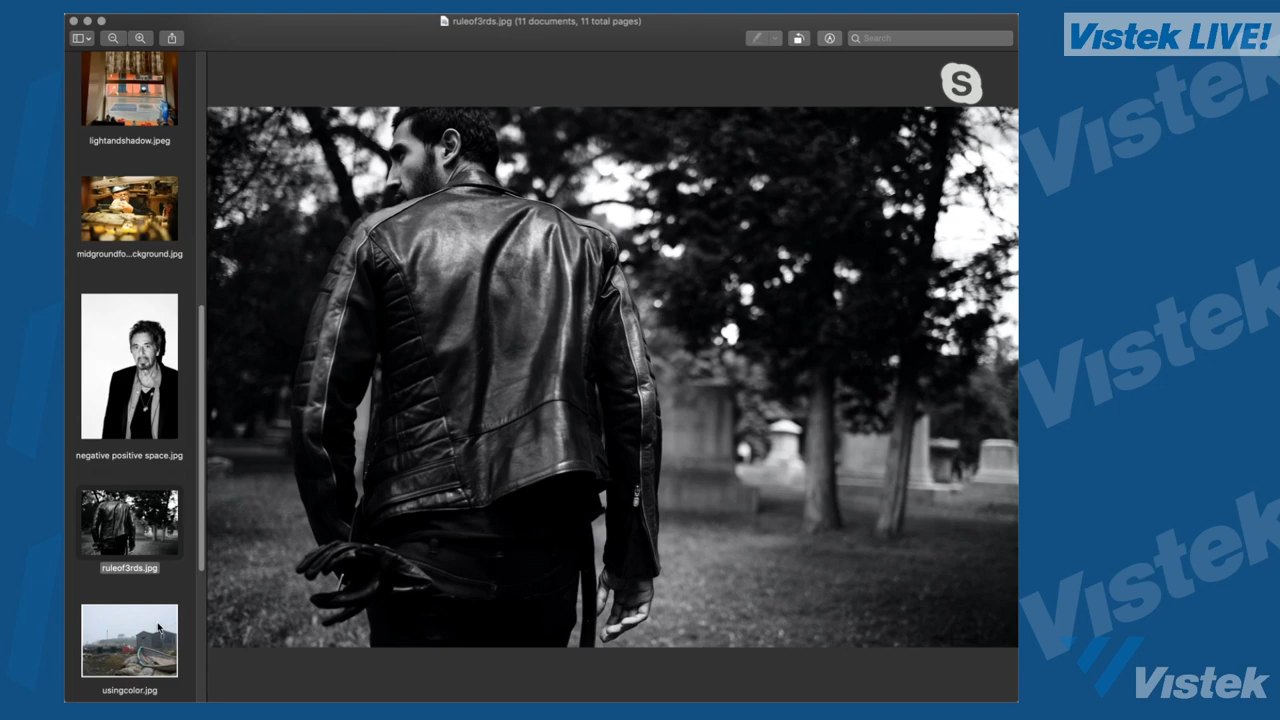 ruleof3rds.jpg (11 documents, 11 total pages)
Search
Vistek LIVE!
S
lightandshadow.jpeg
midgroundfo...ckground.jpg
negative positive space.jpg
ruleof3rds.jpg
usingcolor.jpg
Vistek
Vistek
Vistek
Vistek